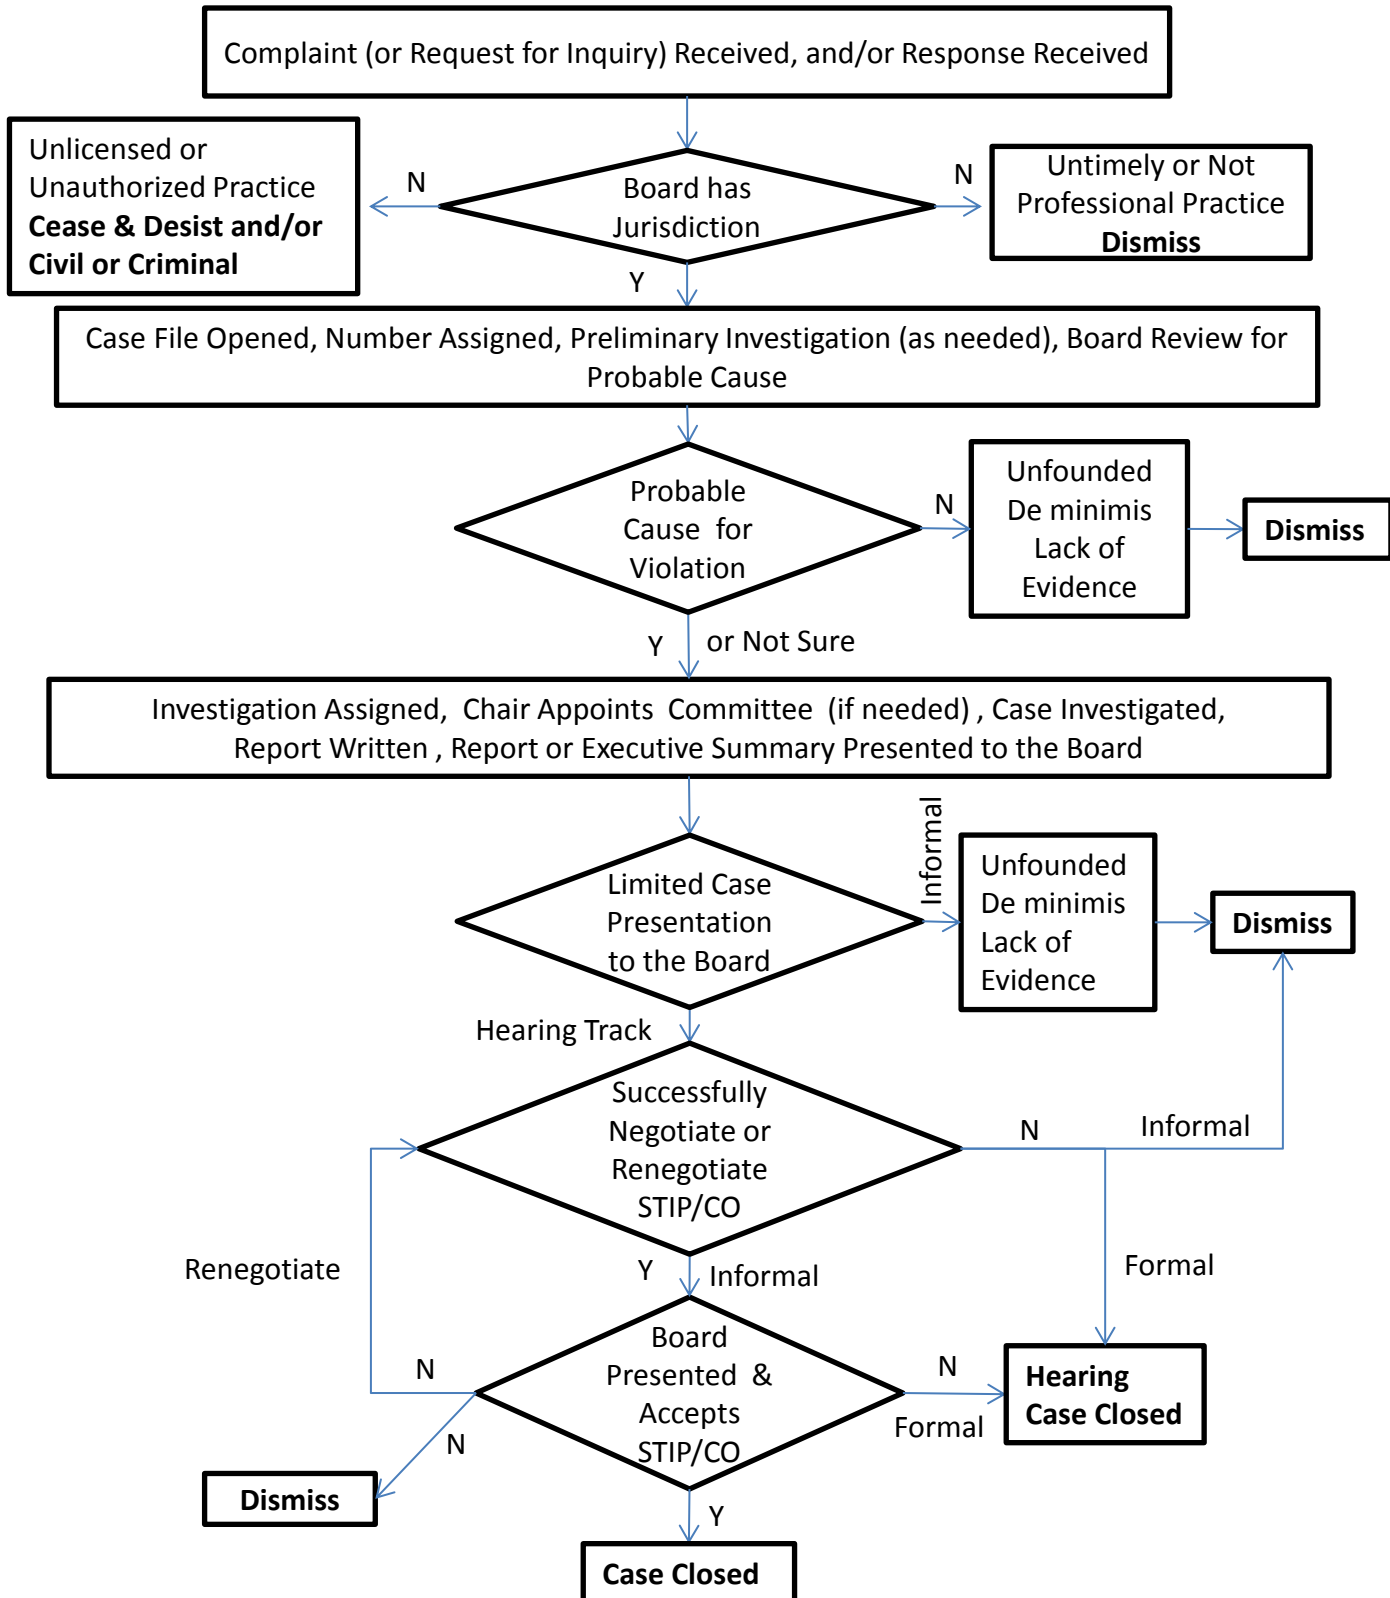 Complaint (or Request for Inquiry) Received, and/or Response Received
Unlicensed or
Unauthorized Practice
Cease & Desist and/or
Civil or Criminal
N
Board has
Jurisdiction
N
Untimely or Not
Professional Practice
Dismiss
Y
Case File Opened, Number Assigned, Preliminary Investigation (as needed), Board Review for
Probable Cause
Probable
Cause for
Violation
N
Unfounded
De minimis
Lack of
Evidence
Dismiss
Y or Not Sure
Investigation Assigned, Chair Appoints Committee (if needed) , Case Investigated,
Report Written , Report or Executive Summary Presented to the Board
Limited Case
Presentation
to the Board
Informal
Unfounded
De minimis
Lack of
Evidence
Dismiss
Hearing Track
Successfully
Negotiate or
Renegotiate
STIP/CO
N
Informal
Formal
Renegotiate
Y
Informal
Board
Presented &
Accepts
STIP/CO
N
N
Formal
Hearing
Case Closed
N
Dismiss
Y
Case Closed